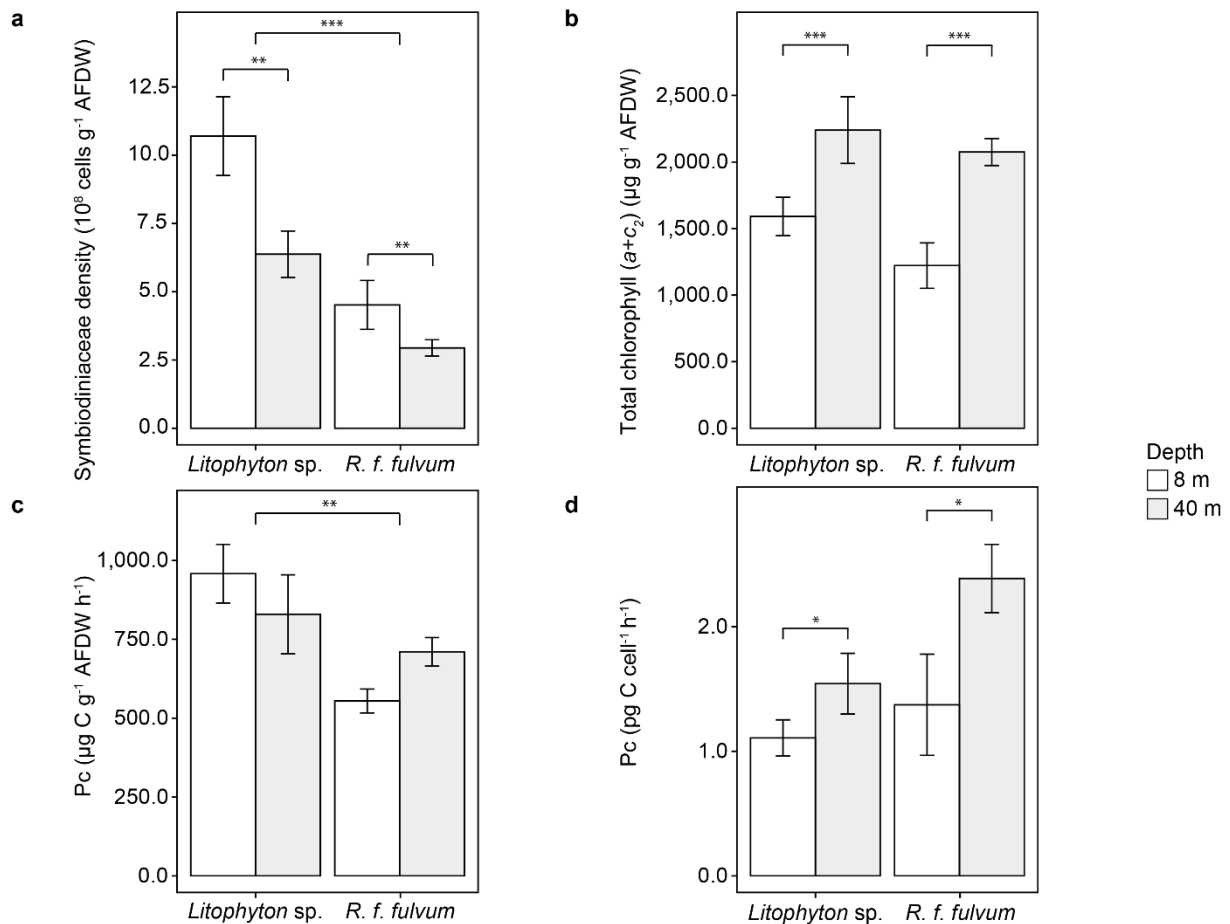 a
Symbiodiniaceae density (10⁸ cells g⁻¹ AFDW)
12.5
10.0
7.5
5.0
2.5
0.0
***
**
**
Litophyton sp.
R. f. fulvum
b
Total chlorophyll (a+c₂) (µg g⁻¹ AFDW)
2,500.0
2,000.0
1,500.0
1,000.0
500.0
0.0
***
***
Litophyton sp.
R. f. fulvum
Depth
8 m
40 m
c
Pc (µg C g⁻¹ AFDW h⁻¹)
1,000.0
750.0
500.0
250.0
0.0
**
Litophyton sp.
R. f. fulvum
d
Pc (pg C cell⁻¹ h⁻¹)
2.0
1.0
0.0
*
*
Litophyton sp.
R. f. fulvum